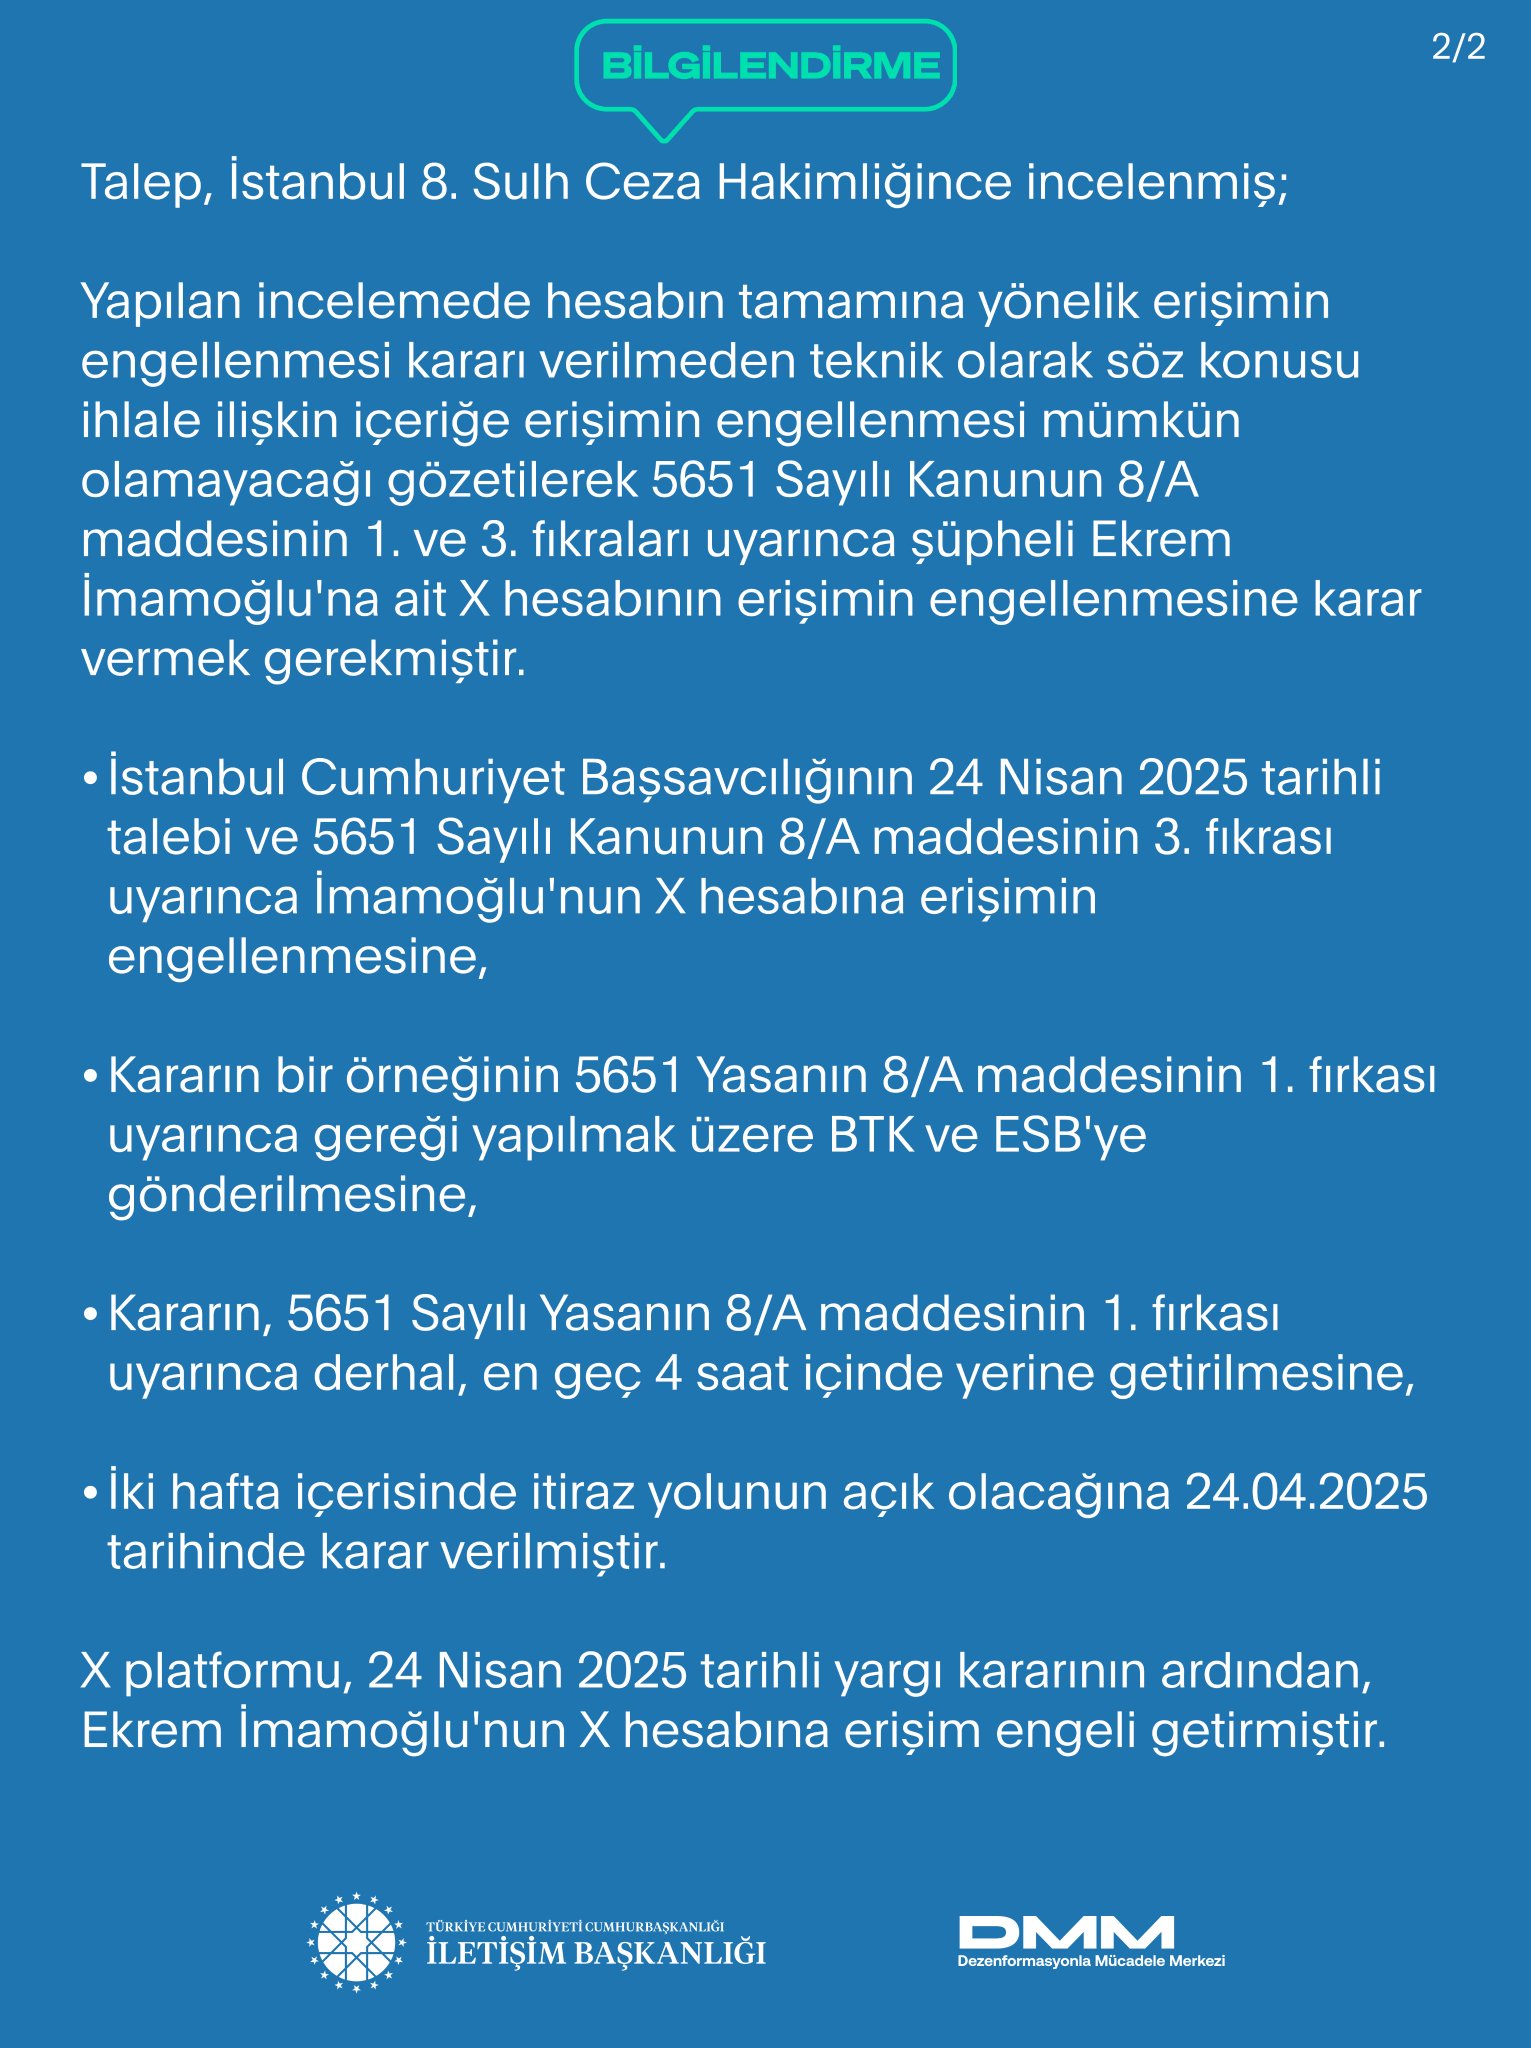 BİLGİLENDİRME
2/2
Talep, İstanbul 8. Sulh Ceza Hakimliğince incelenmiş;
Yapılan incelemede hesabın tamamına yönelik erişimin
engellenmesi kararı verilmeden teknik olarak söz konusu
ihlale ilişkin içeriğe erişimin engellenmesi mümkün
olamayacağı gözetilerek 5651 Sayılı Kanunun 8/A
maddesinin 1. ve 3. fıkraları uyarınca şüpheli Ekrem
İmamoğlu'na ait X hesabının erişimin engellenmesine karar
vermek gerekmiştir.
• İstanbul Cumhuriyet Başsavcılığının 24 Nisan 2025 tarihli
talebi ve 5651 Sayılı Kanunun 8/A maddesinin 3. fıkrası
uyarınca İmamoğlu'nun X hesabına erişimin
engellenmesine,
• Kararın bir örneğinin 5651 Yasanın 8/A maddesinin 1. fırkası
uyarınca gereği yapılmak üzere BTK ve ESB'ye
gönderilmesine,
• Kararın, 5651 Sayılı Yasanın 8/A maddesinin 1. fırkası
uyarınca derhal, en geç 4 saat içinde yerine getirilmesine,
• İki hafta içerisinde itiraz yolunun açık olacağına 24.04.2025
tarihinde karar verilmiştir.
X platformu, 24 Nisan 2025 tarihli yargı kararının ardından,
Ekrem İmamoğlu'nun X hesabına erişim engeli getirmiştir.
TÜRKİYE CUMHURİYETİ CUMHURBAŞKANLIĞI
İLETİŞİM BAŞKANLIĞI
DMM
Dezenformasyonla Mücadele Merkezi